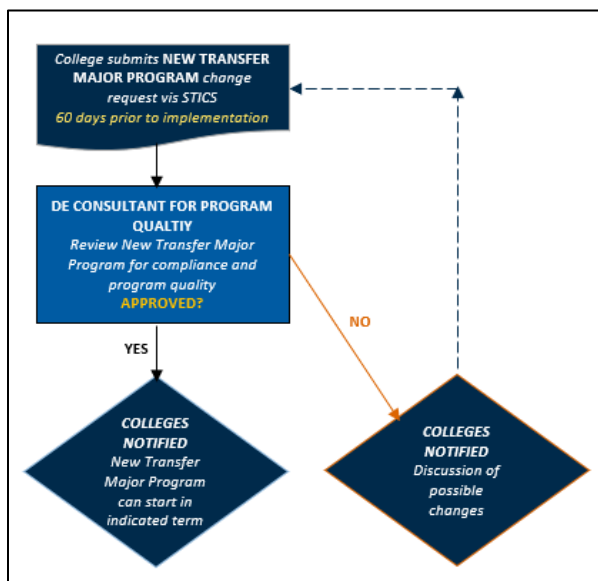 College submits NEW TRANSFER
MAJOR PROGRAM change
request vis STICS
60 days prior to implementation
DE CONSULTANT FOR PROGRAM
QUALTIY
Review New Transfer Major
Program for compliance and
program quality
APPROVED?
NO
YES
COLLEGES
NOTIFIED
New Transfer
Major Program
can start in
indicated term
COLLEGES
NOTIFIED
Discussion of
possible
changes